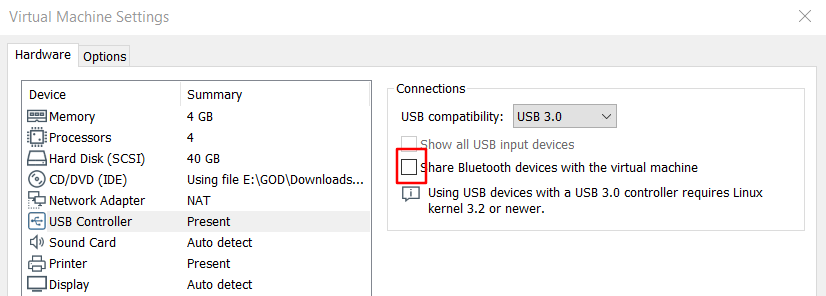 Virtual Machine Settings
Hardware Options
Device Summary
Memory 4 GB
Processors 4
Hard Disk (SCSI) 40 GB
CD/DVD (IDE) Using file E:\GOD\Downloads...
Network Adapter NAT
USB Controller Present
Sound Card Auto detect
Printer Present
Display Auto detect
Connections
USB compatibility: USB 3.0
Show all USB input devices
Share Bluetooth devices with the virtual machine
Using USB devices with a USB 3.0 controller requires Linux
kernel 3.2 or newer.